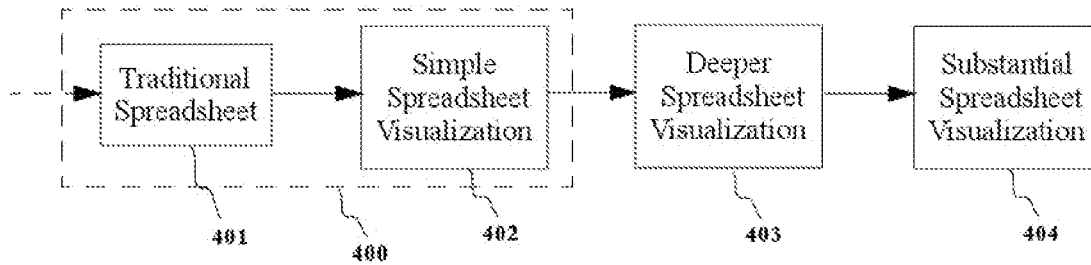 Traditional
Spreadsheet
Simple
Spreadsheet
Visualization
Deeper
Spreadsheet
Visualization
Substantial
Spreadsheet
Visualization
401
400
402
403
404